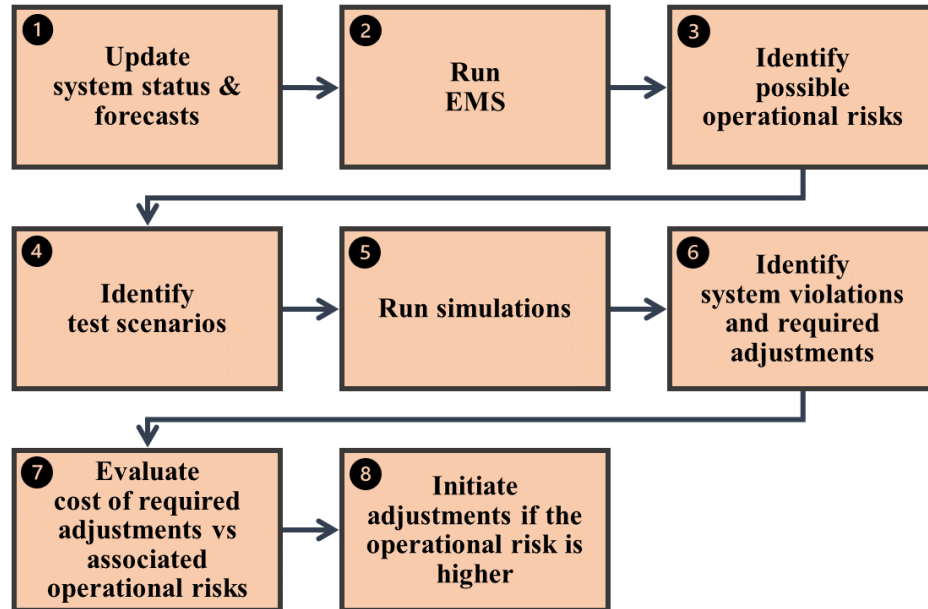 1
Update
system status &
forecasts
2
Run
EMS
3
Identify
possible
operational risks
4
Identify
test scenarios
5
Run simulations
6
Identify
system violations
and required
adjustments
7
Evaluate
cost of required
adjustments vs
associated
operational risks
8
Initiate
adjustments if the
operational risk is
higher